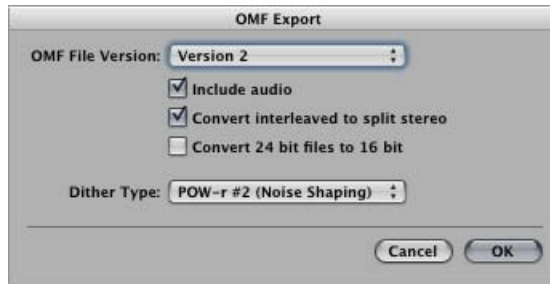 OMF Export
OMF File Version: Version 2
Include audio
Convert interleaved to split stereo
Convert 24 bit files to 16 bit
Dither Type: POW-r #2 (Noise Shaping)
Cancel OK